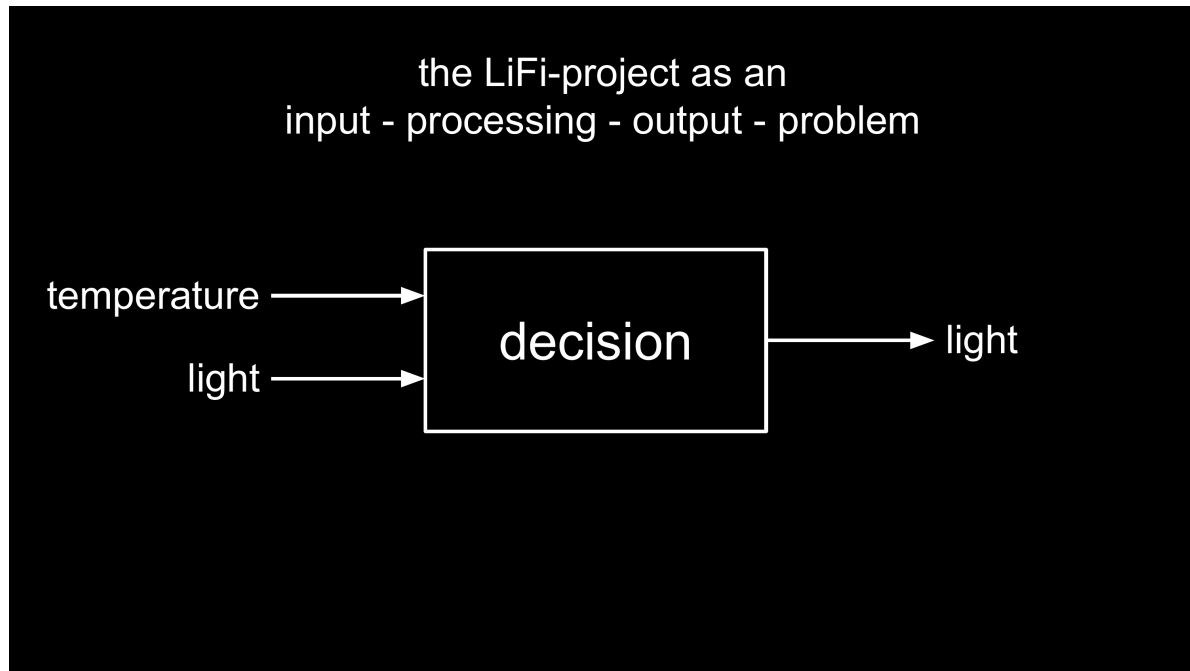 the LiFi-project as an
input - processing - output - problem
temperature
light
decision
light